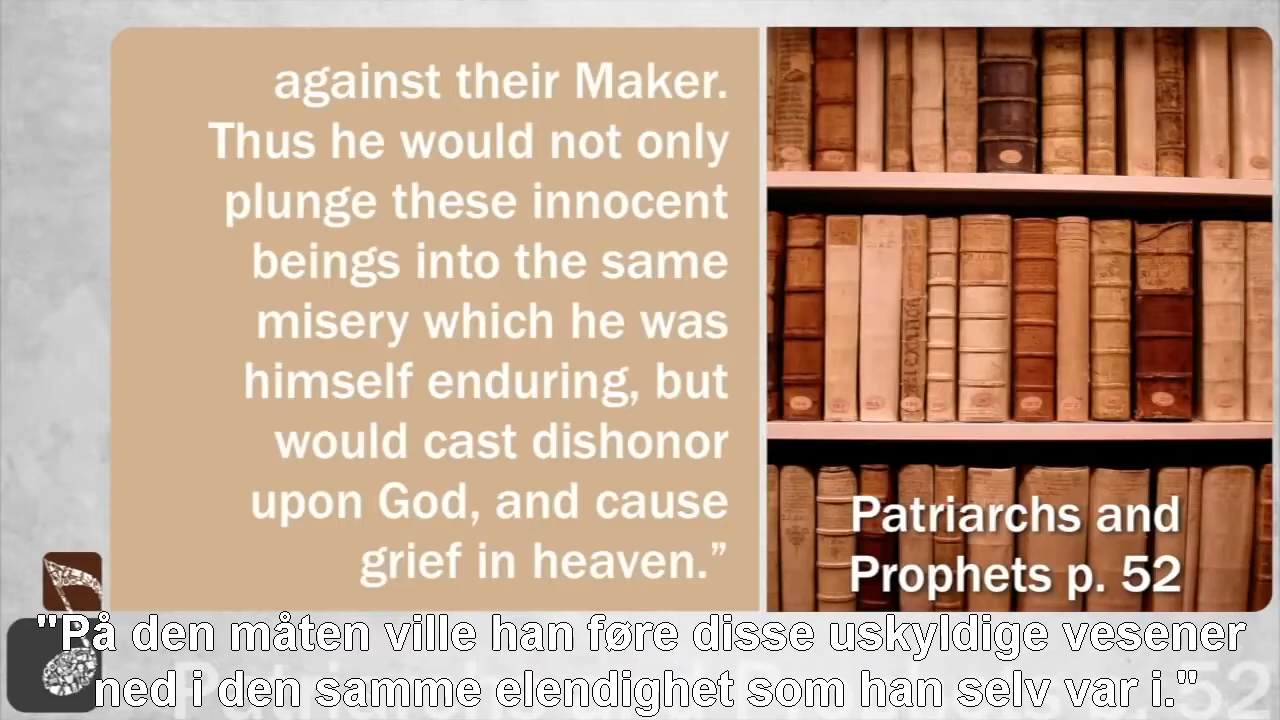 against their Maker.
Thus he would not only
plunge these innocent
beings into the same
misery which he was
himself enduring, but
would cast dishonor
upon God, and cause
grief in heaven.”
Patriarchs and
Prophets p. 52
"På den måten ville han føre disse uskyldige vesener
ned i den samme elendighet som han selv var i."